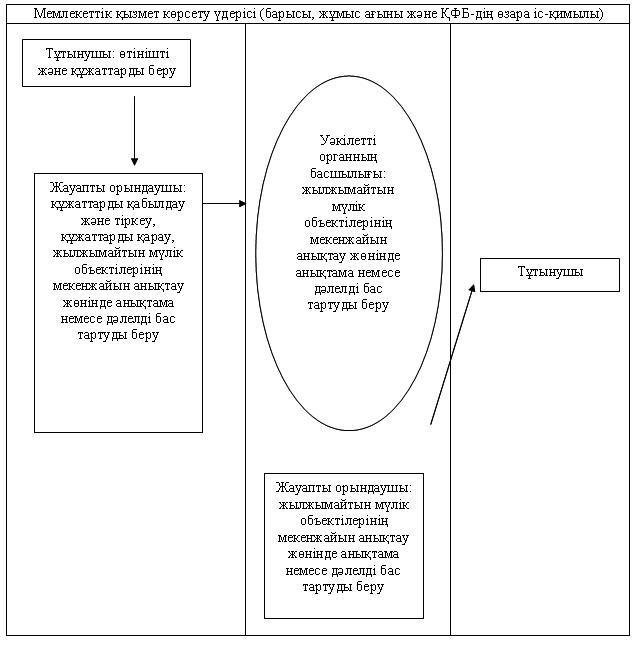 Мемлекеттік қызмет көрсету үдерісі (барысы, жұмыс ағыны және ҚФБ-дің өзара іс-қимылы)
Тұтынушы: өтінішті
және құжаттарды беру
Жауапты орындаушы:
құжаттарды қабылдау
және тіркеу,
құжаттарды қарау,
жылжымайтын мүлік
объектілерінің
мекенжайын анықтау
жөнінде анықтама
немесе дәлелді бас
тартуды беру
Уәкілетті
органның
басшылығы:
жылжымайтын
мүлік
объектілерінің
мекенжайын
анықтау жөнінде
анықтама немесе
дәлелді бас
тартуды беру
Жауапты орындаушы:
жылжымайтын мүлік
объектілерінің
мекенжайын анықтау
жөнінде анықтама
немесе дәлелді бас
тартуды беру
Тұтынушы